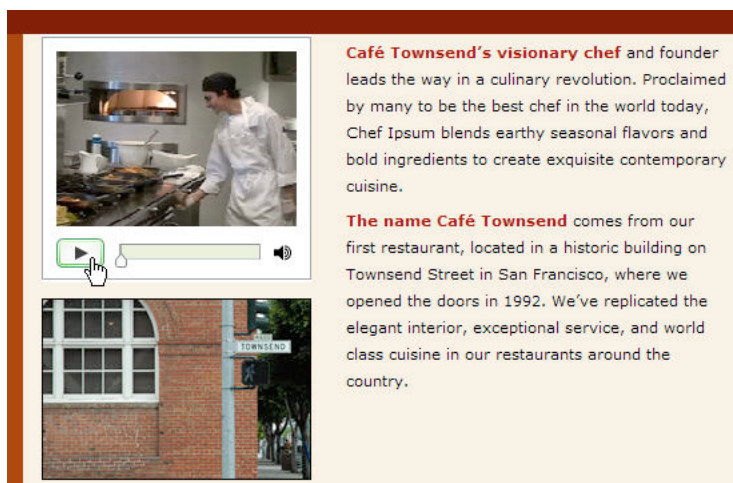 Café Townsend's visionary chef and founder
leads the way in a culinary revolution. Proclaimed
by many to be the best chef in the world today,
Chef Ipsum blends earthy seasonal flavors and
bold ingredients to create exquisite contemporary
cuisine.
The name Café Townsend comes from our
first restaurant, located in a historic building on
Townsend Street in San Francisco, where we
opened the doors in 1992. We've replicated the
elegant interior, exceptional service, and world
class cuisine in our restaurants around the
country.
TOWNSEND